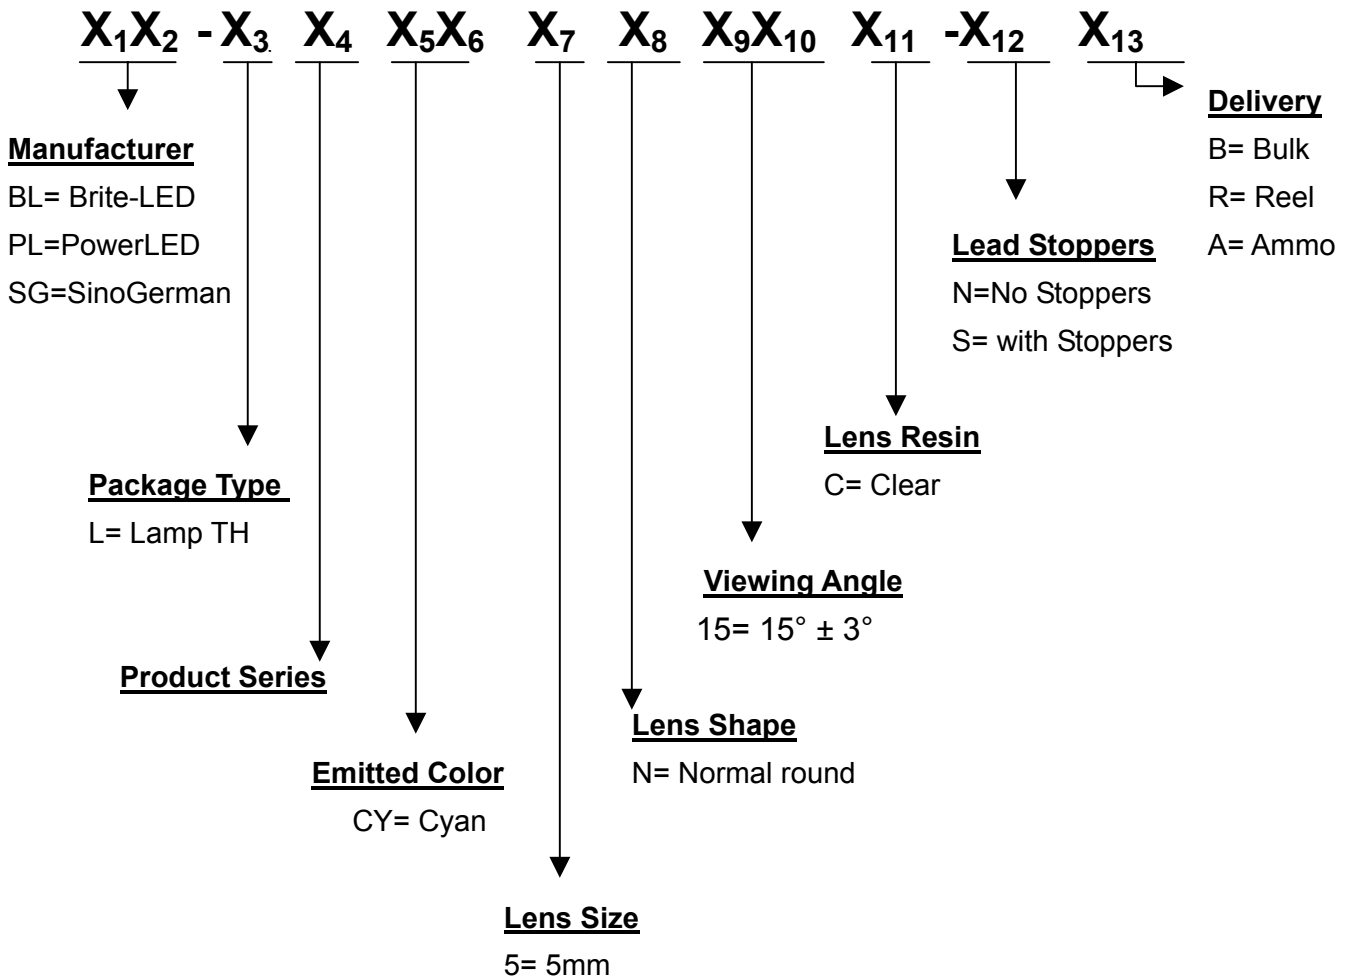 X1X2 - X3 X4 X5X6 X7 X8 X9X10 X11 -X12 X13
Delivery
B= Bulk
R= Reel
A= Ammo
Manufacturer
BL= Brite-LED
PL=PowerLED
SG=SinoGerman
Lead Stoppers
N=No Stoppers
S= with Stoppers
Lens Resin
C= Clear
Package Type
L= Lamp TH
Viewing Angle
15= 15° ± 3°
Product Series
Lens Shape
N= Normal round
Emitted Color
CY= Cyan
Lens Size
5= 5mm